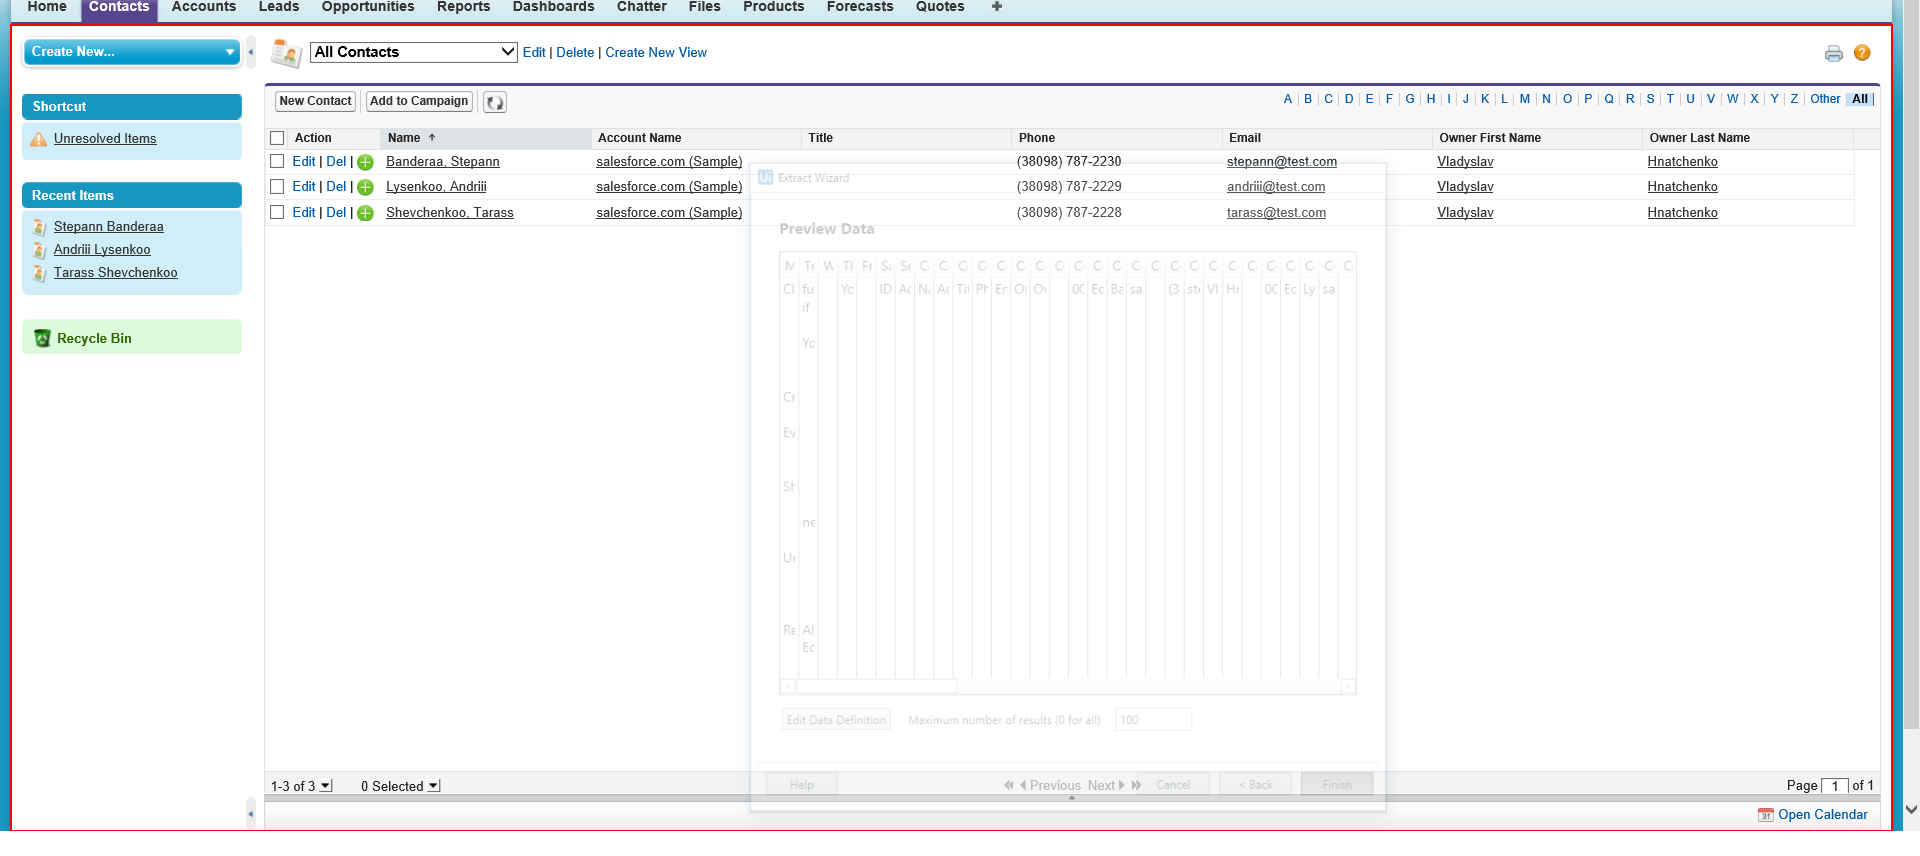 Home Contacts Accounts Leads Opportunities Reports Dashboards Chatter Files Products Forecasts Quotes +
Create New...
All Contacts Edit | Delete | Create New View
Shortcut
Unresolved Items
Recent Items
Stepann Banderaa
Andriii Lysenkoo
Tarass Shevchenkoo
Recycle Bin
New Contact Add to Campaign A | B | C | D | E | F | G | H | I | J | K | L | M | N | O | P | Q | R | S | T | U | V | W | X | Y | Z | Other | All |
Action Name Account Name Title Phone Email Owner First Name Owner Last Name
Edit | Del | Banderaa, Stepann salesforce.com (Sample) (38098) 787-2230 stepann@test.com Vladyslav Hnatchenko
Edit | Del | Lysenkoo, Andriii salesforce.com (Sample) (38098) 787-2229 andriii@test.com Vladyslav Hnatchenko
Edit | Del | Shevchenkoo, Tarass salesforce.com (Sample) (38098) 787-2228 tarass@test.com Vladyslav Hnatchenko
Ui Extract Wizard
Preview Data
Edit Data Definition Maximum number of results (0 for all) 100
Help Cancel < Back Finish
1-3 of 3 0 Selected Previous Next Page 1 of 1
31 Open Calendar